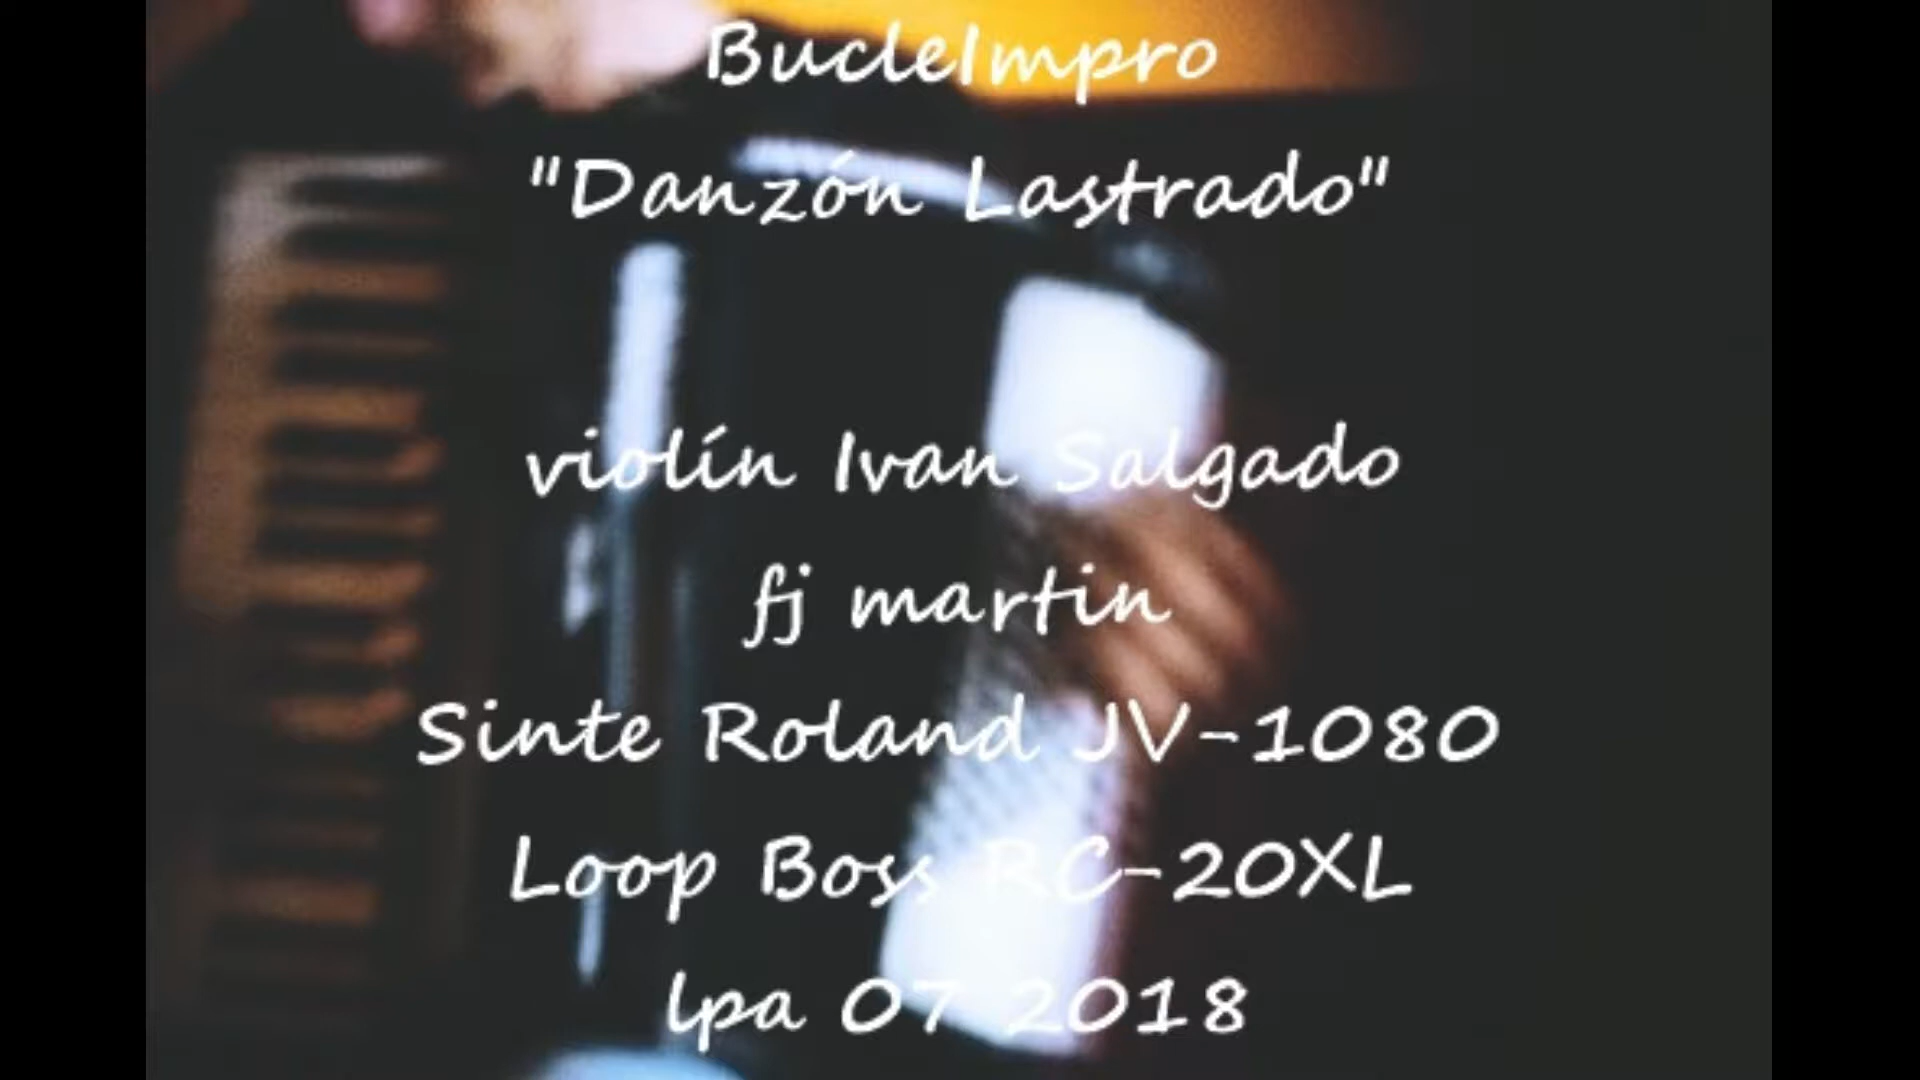 BucleImpro
"Danzón Lastrado"
violín Ivan Salgado
fj martin
Sinte Roland JV-1080
Loop Boss RC-20XL
lpa 07 2018